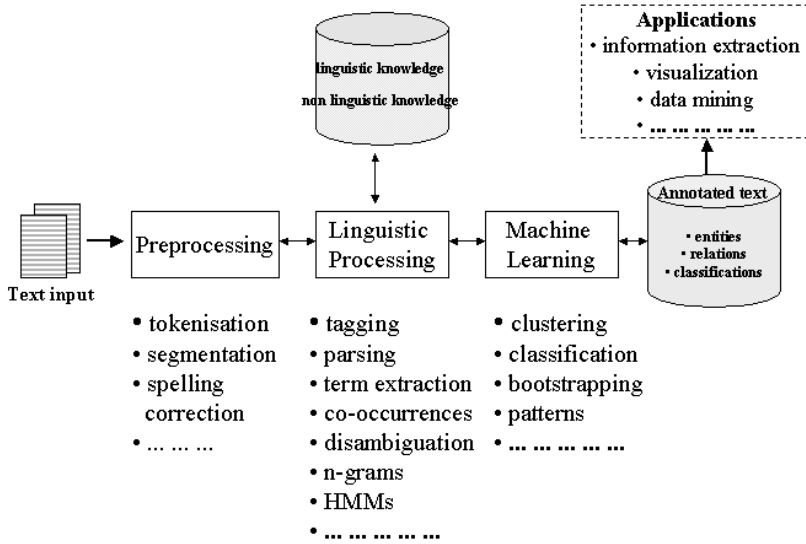 Applications
• information extraction
• visualization
• data mining
• ... ... ... ... ...
linguistic knowledge
non linguistic knowledge
Annotated text
• entities
• relations
• classifications
Text input
Preprocessing
Linguistic
Processing
Machine
Learning
• tokenisation
• segmentation
• spelling
correction
• ... ... ...
• tagging
• parsing
• term extraction
• co-occurrences
• disambiguation
• n-grams
• HMMs
• ... ... ... ... ...
• clustering
• classification
• bootstrapping
• patterns
• ... ... ... ... ...